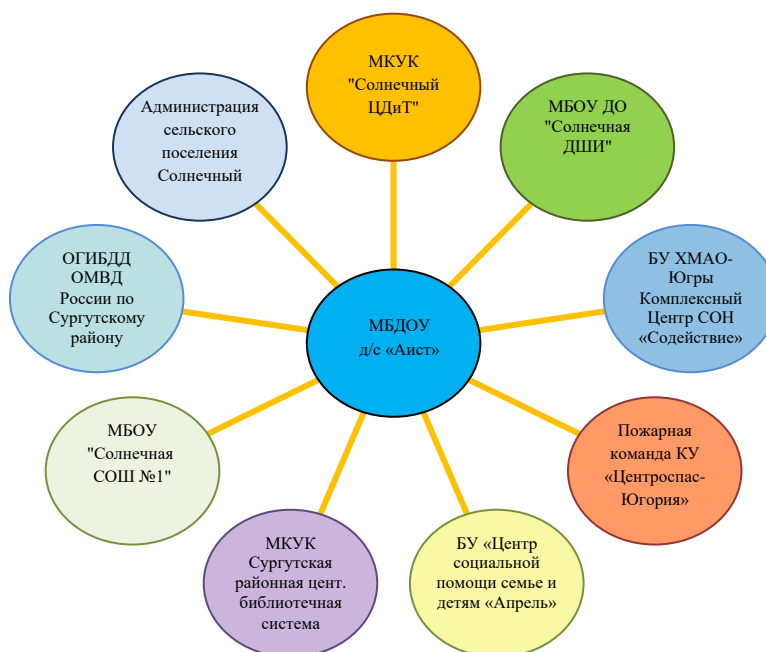 МКУК
"Солнечный
ЦДиТ"
МБОУ ДО
"Солнечная
ДШИ"
БУ ХМАО-
Югры
Комплексный
Центр СОН
«Содействие»
Пожарная
команда КУ
«Центроспас-
Югория»
БУ «Центр
социальной
помощи семье и
детям «Апрель»
МКУК
Сургутская
районная цент.
библиотечная
система
МБОУ
"Солнечная
СОШ №1"
ОГИБДД
ОМВД
России по
Сургутскому
району
Администрация
сельского
поселения
Солнечный
МБДОУ
д/с «Аист»